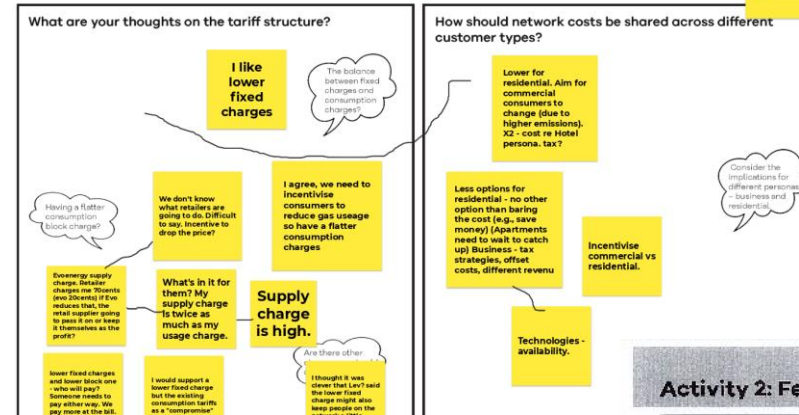 What are your thoughts on the tariff structure?
I like
lower
fixed
charges
The balance
between fixed
charges and
consumption
charges?
We don't know
what retailers are
going to do. Difficult
to say. Incentive to
drop the price?
I agree, we need to
incentivise
consumers to
reduce gas useage
so have a flatter
consumption
charges
Having a flatter
consumption
block charge?
Evoenergy supply
charge. Retailer
charges me 70cents
(evo 20cents) if Evo
reduces that, the
retail supplier going
to pass it on or keep
it themselves as the
profit?
What's in it for
them? My
supply charge
is twice as
much as my
usage charge.
Supply
charge
is high.
Are there other
lower fixed charges
and lower block one
- who will pay?
Someone needs to
pay either way. We
pay more at the bill.
I would support a
lower fixed charge
but the existing
consumption tariffs
as a "compromise"
I thought it was
clever that Lev? said
the lower fixed
charge might also
keep people on the
How should network costs be shared across different
customer types?
Lower for
residential. Aim for
commercial
consumers to
change (due to
higher emissions).
X2 - cost re Hotel
persona. tax?
Consider the
implications for
different personas
– business and
residential
Less options for
residential - no other
option than baring
the cost (e.g., save
money) (Apartments
need to wait to catch
up) Business - tax
strategies, offset
costs, different revenu
Incentivise
commercial vs
residential.
Technologies -
availability.
Activity 2: Fe